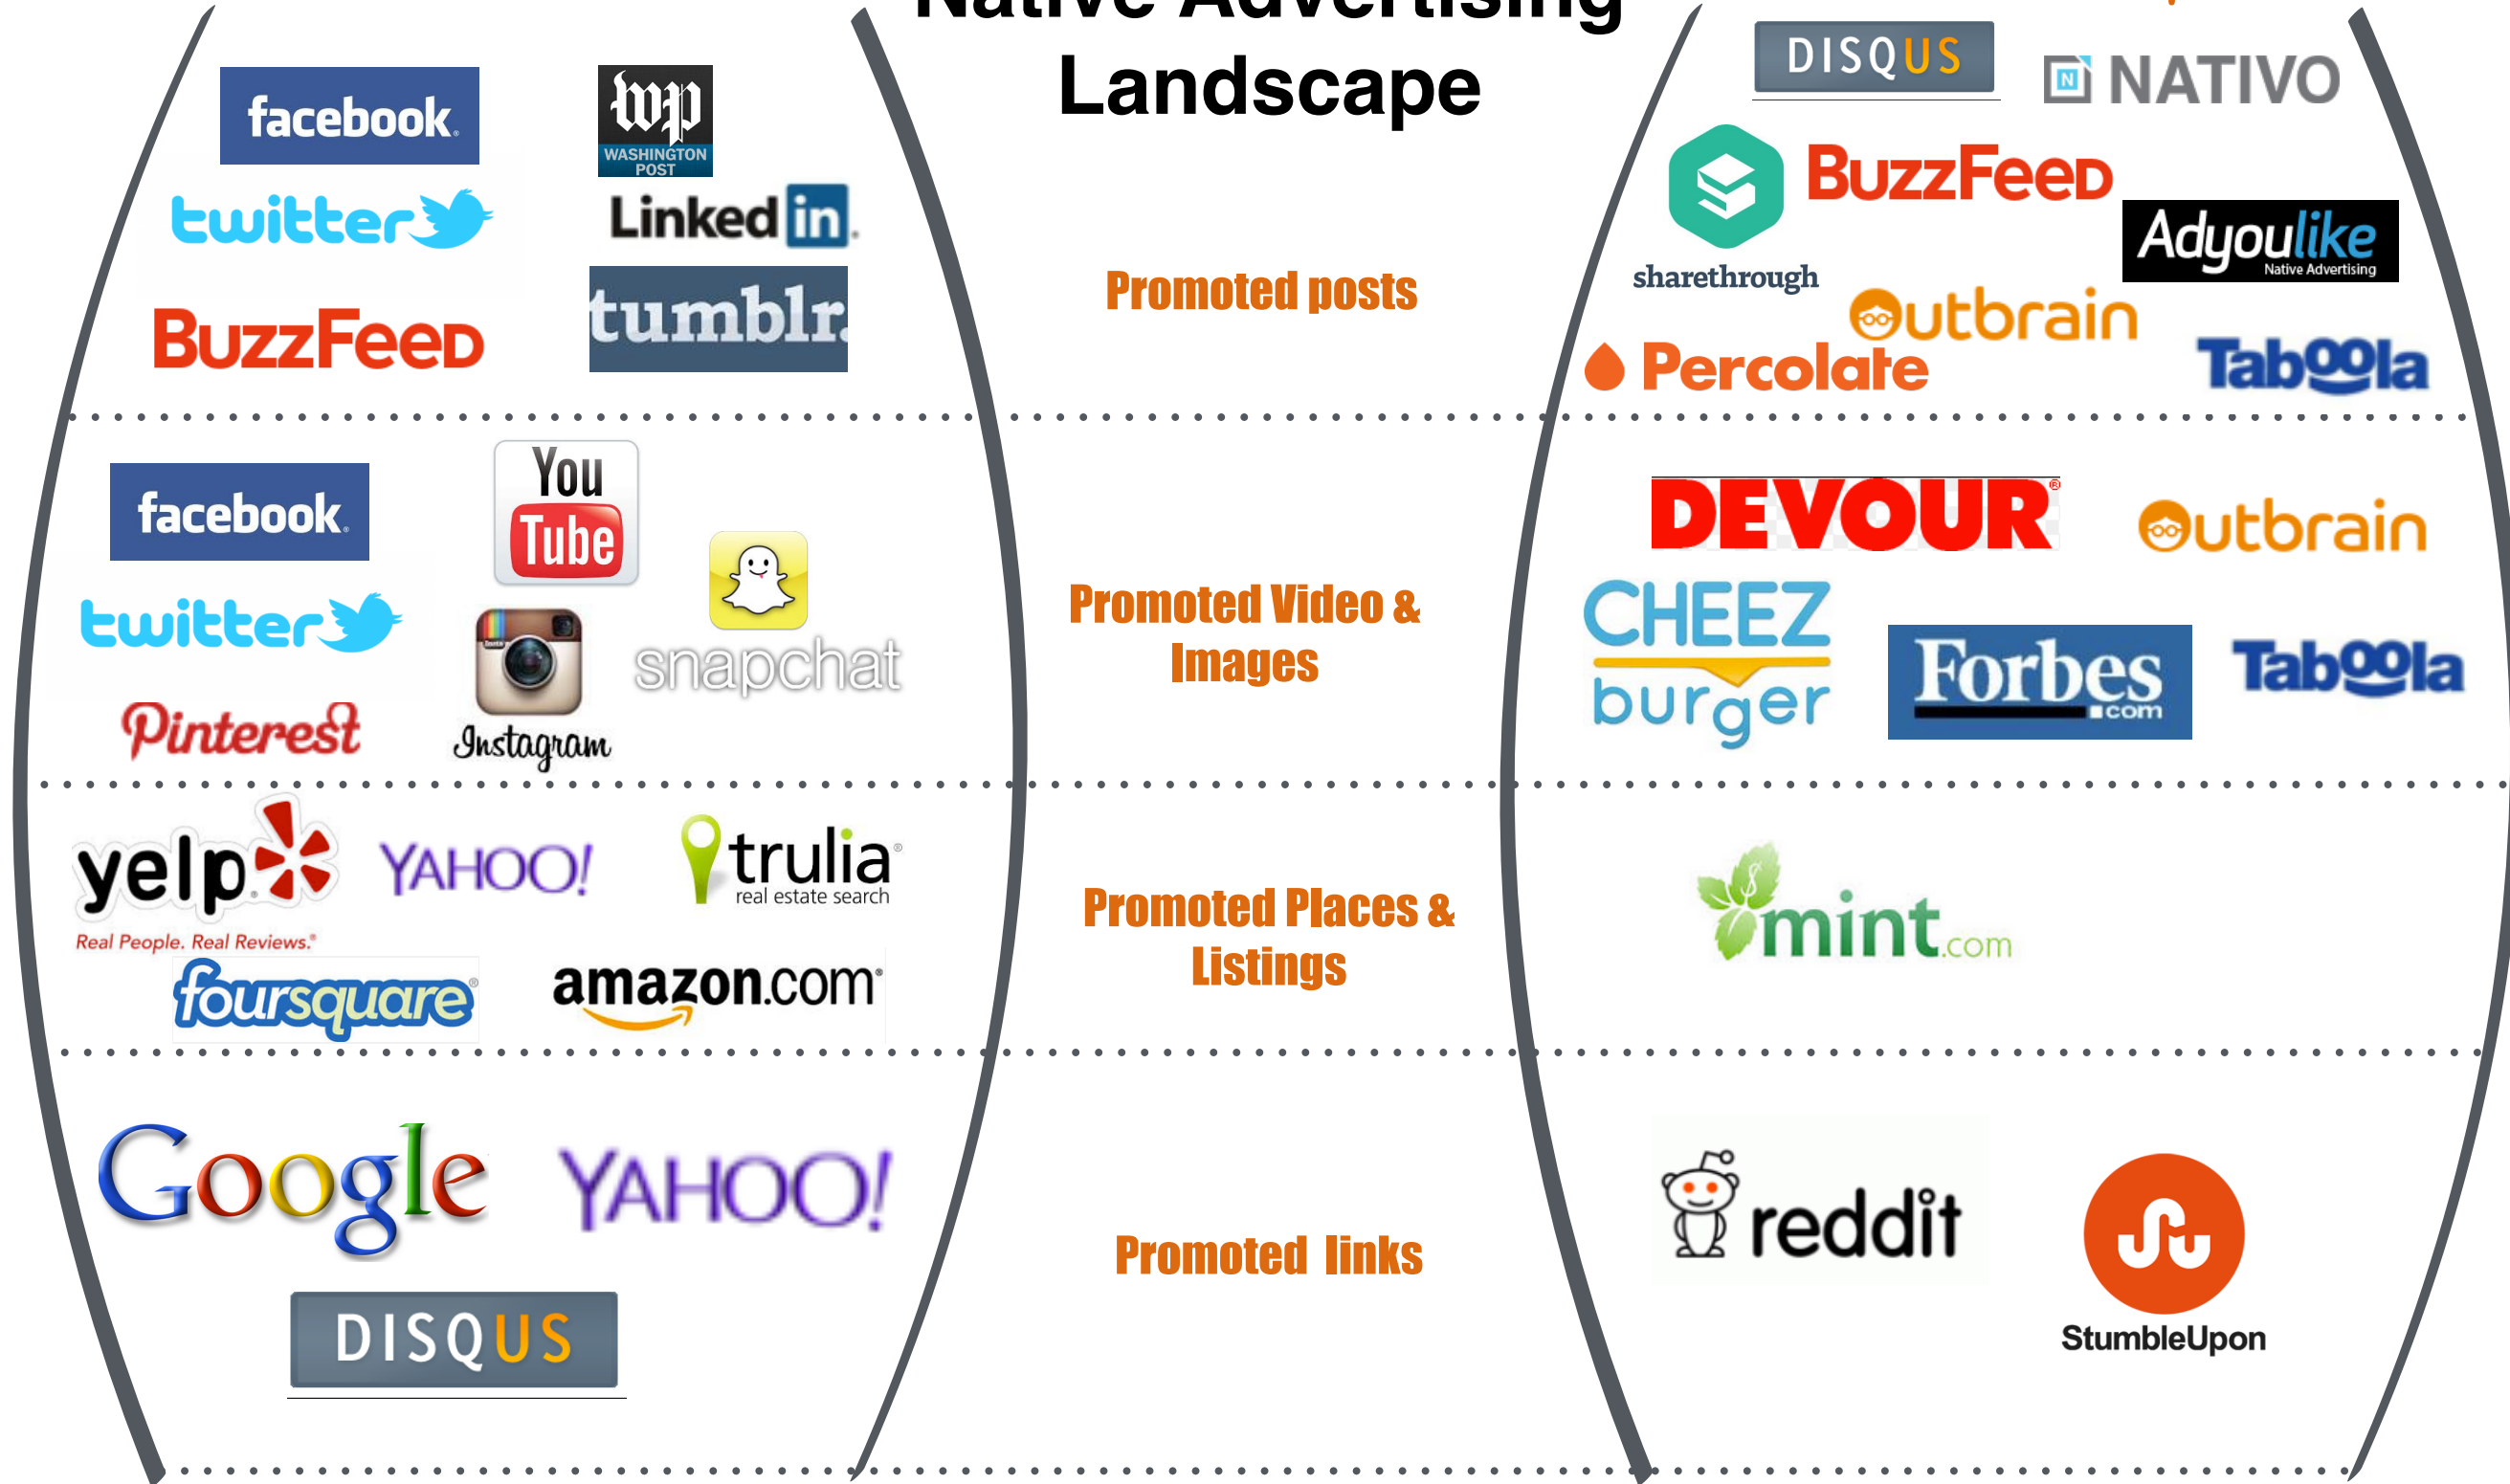 Native Advertising
Landscape
facebook.
wp
WASHINGTON
POST
twitter
Linked in.
BuzzFeeD
tumblr.
Promoted posts
DISQUS
N NATIVO
BuzzFeeD
sharethrough
Adyoulike
Native Advertising
Outbrain
Percolate
Taboola
facebook.
You
Tube
twitter
snapchat
Pinterest
Instagram
Promoted Video &
Images
DEVOUR®
Outbrain
CHEEZ
burger
Forbes
.com
Taboola
yelp
Real People. Real Reviews.®
YAHOO!
trulia®
real estate search
foursquare®
amazon.com®
Promoted Places &
Listings
mint.com
Google
YAHOO!
DISQUS
Promoted links
reddit
StumbleUpon